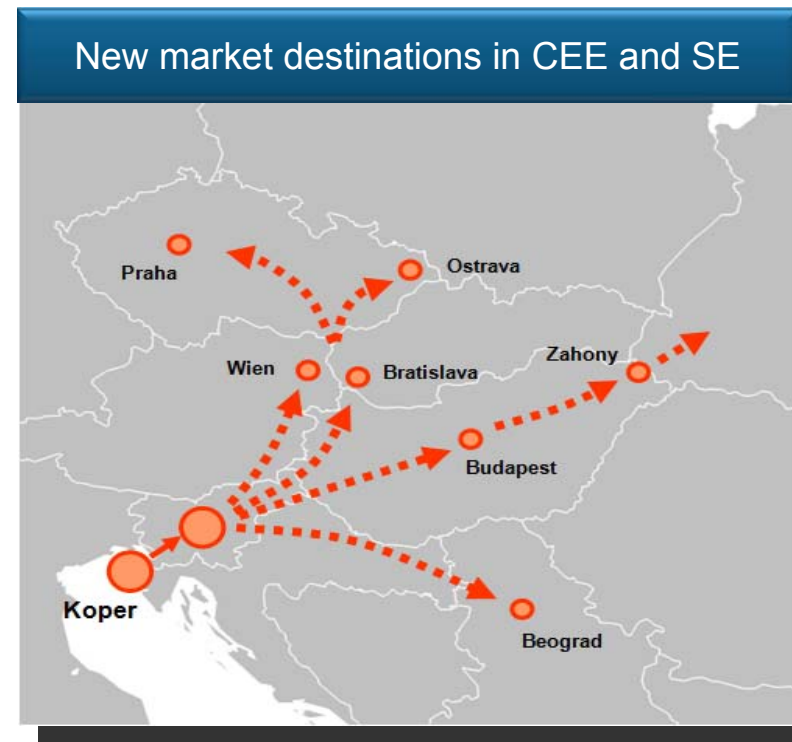 New market destinations in CEE and SE
Praha
Ostrava
Wien
Bratislava
Zahony
Budapest
Koper
Beograd